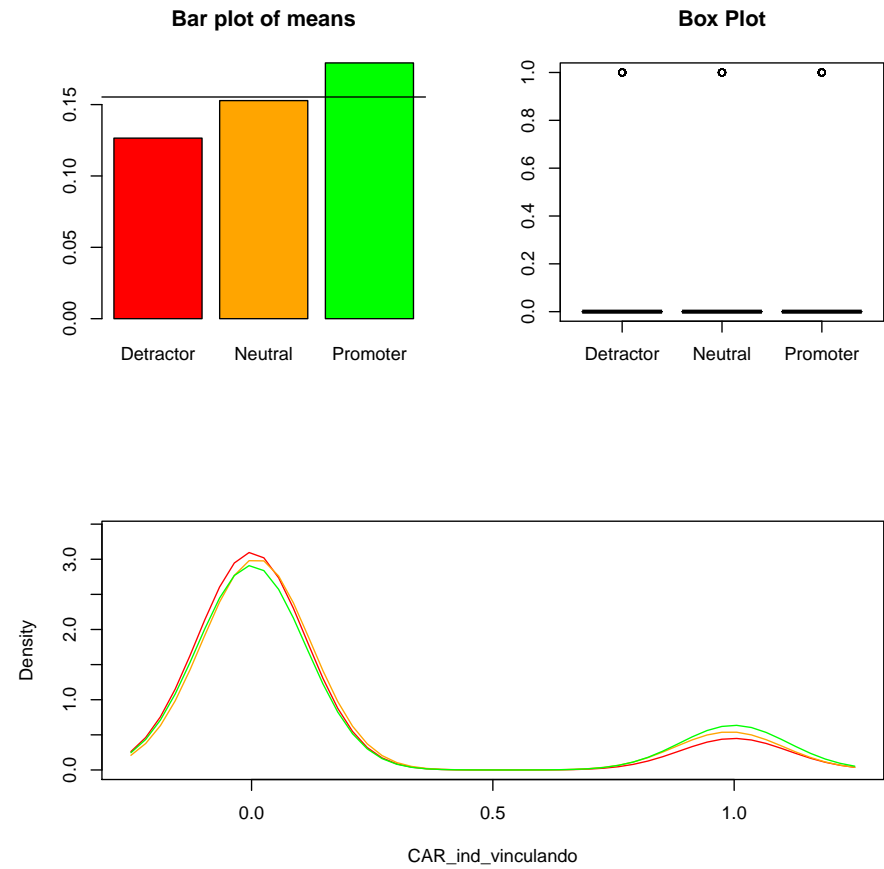 Bar plot of means
0.00 0.05 0.10 0.15
Detractor Neutral Promoter
Box Plot
0.0 0.2 0.4 0.6 0.8 1.0
Detractor Neutral Promoter
Density
0.0 1.0 2.0 3.0
0.0 0.5 1.0
CAR_ind_vinculando